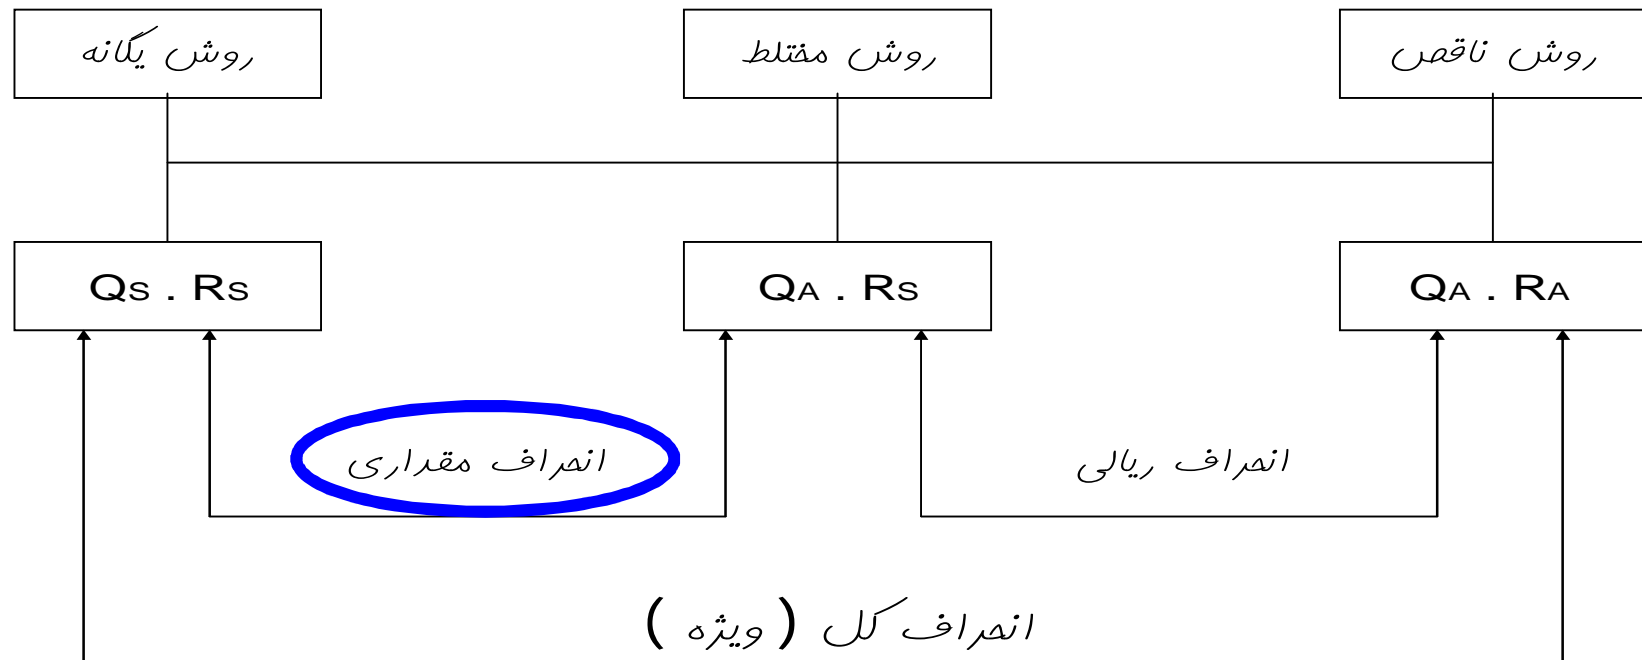 روش ناقص
روش مختلط
روش یگانه
QA . RA
QA . RS
QS . RS
انحراف ریالی
انحراف مقداری
انحراف کل ( ویژه )